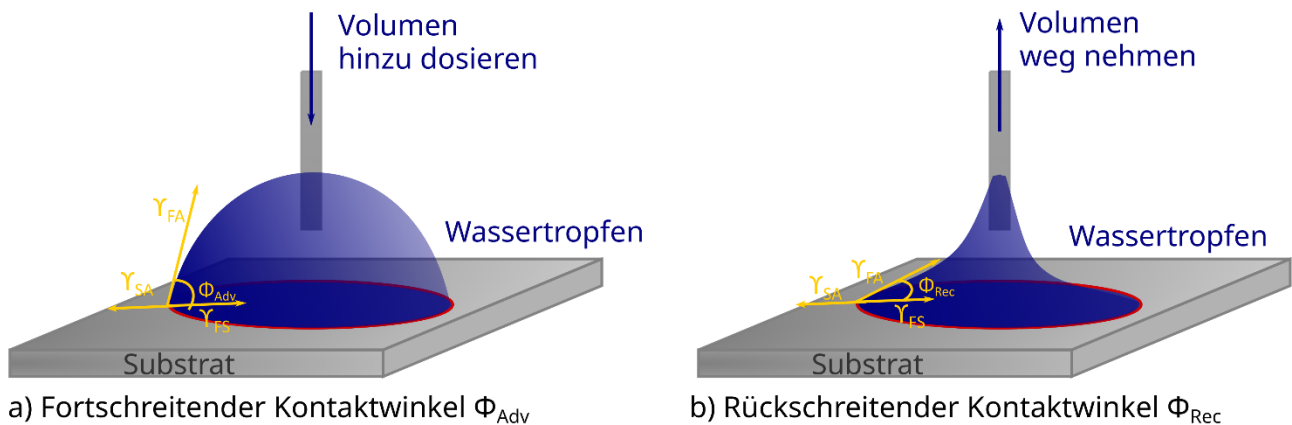 Volumen
hinzu dosieren
ϒFA
Wassertropfen
ϒSA
ΦAdv
ϒFS
Substrat
a) Fortschreitender Kontaktwinkel ΦAdv
Volumen
weg nehmen
Wassertropfen
ϒFA
ϒSA
ΦRec
ϒFS
Substrat
b) Rückschreitender Kontaktwinkel ΦRec